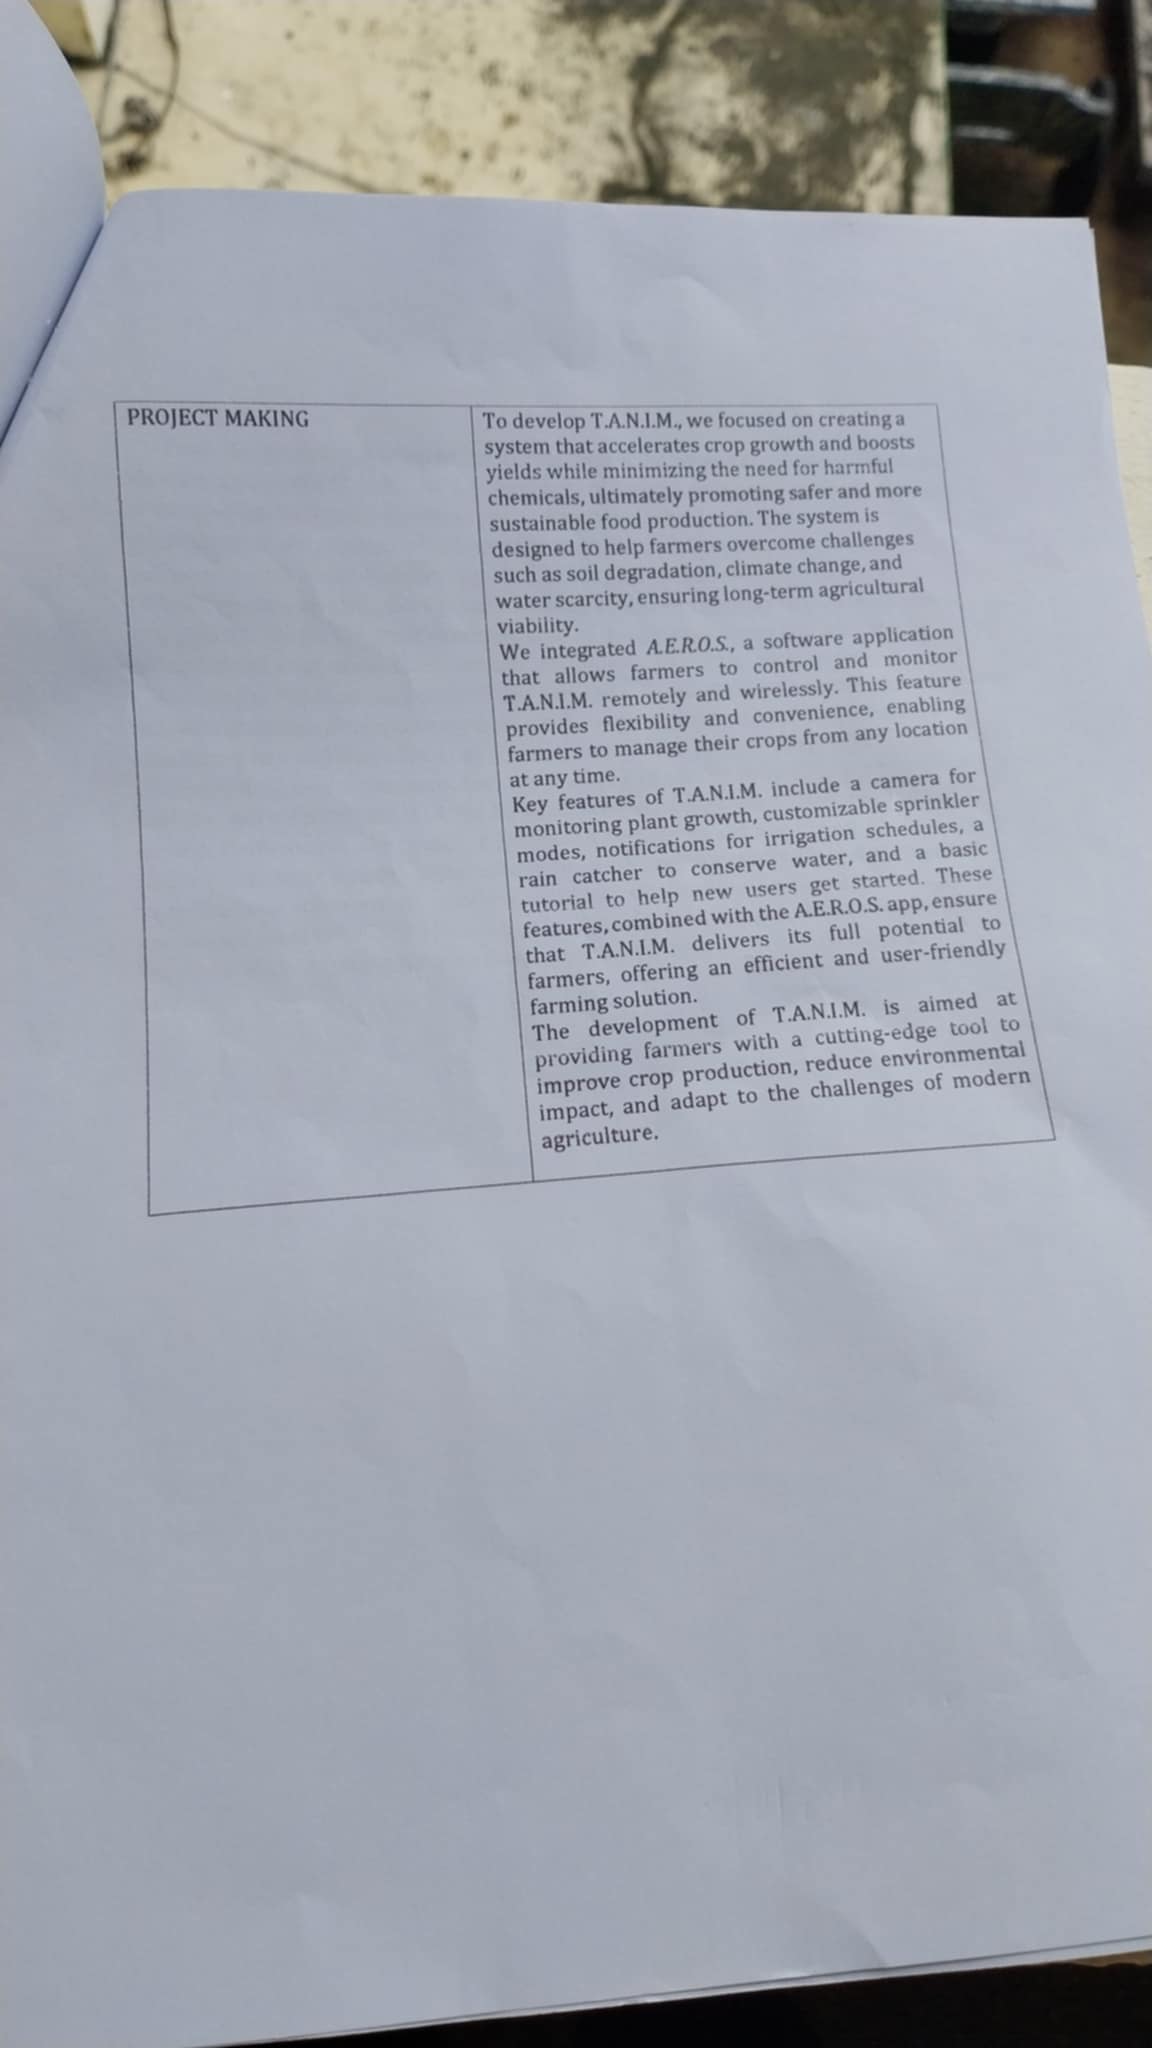 PROJECT MAKING
To develop T.A.N.I.M., we focused on creating a
system that accelerates crop growth and boosts
yields while minimizing the need for harmful
chemicals, ultimately promoting safer and more
sustainable food production. The system is
designed to help farmers overcome challenges
such as soil degradation, climate change, and
water scarcity, ensuring long-term agricultural
viability.
We integrated A.E.R.O.S., a software application
that allows farmers to control and monitor
T.A.N.I.M. remotely and wirelessly. This feature
provides flexibility and convenience, enabling
farmers to manage their crops from any location
at any time.
Key features of T.A.N.I.M. include a camera for
monitoring plant growth, customizable sprinkler
modes, notifications for irrigation schedules, a
rain catcher to conserve water, and a basic
tutorial to help new users get started. These
features, combined with the A.E.R.O.S. app, ensure
that T.A.N.I.M. delivers its full potential to
farmers, offering an efficient and user-friendly
farming solution.
The development of T.A.N.I.M. is aimed at
providing farmers with a cutting-edge tool to
improve crop production, reduce environmental
impact, and adapt to the challenges of modern
agriculture.